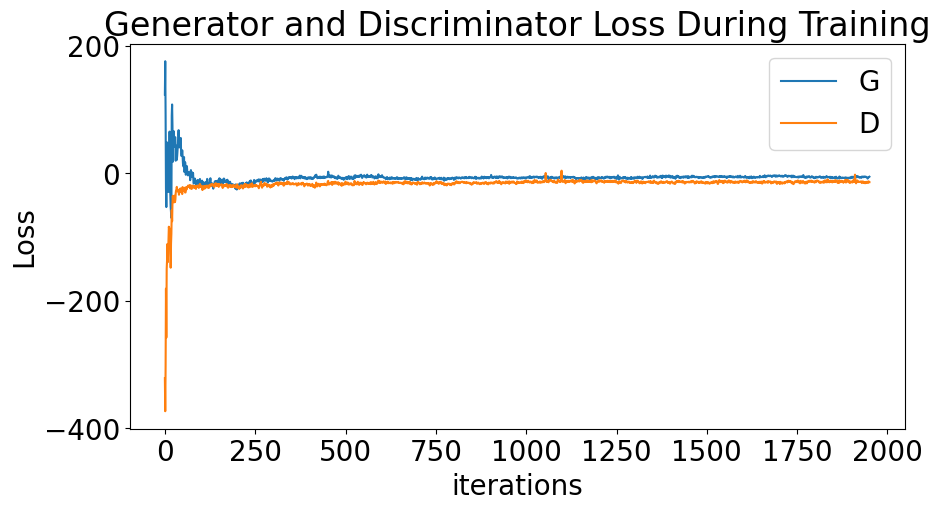 Generator and Discriminator Loss During Training
200
0
−200
−400
Loss
G
D
0 250 500 750 1000 1250 1500 1750 2000
iterations